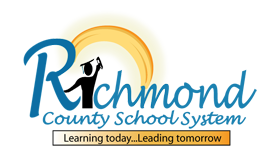 Richmond
County School System
Learning today...Leading tomorrow